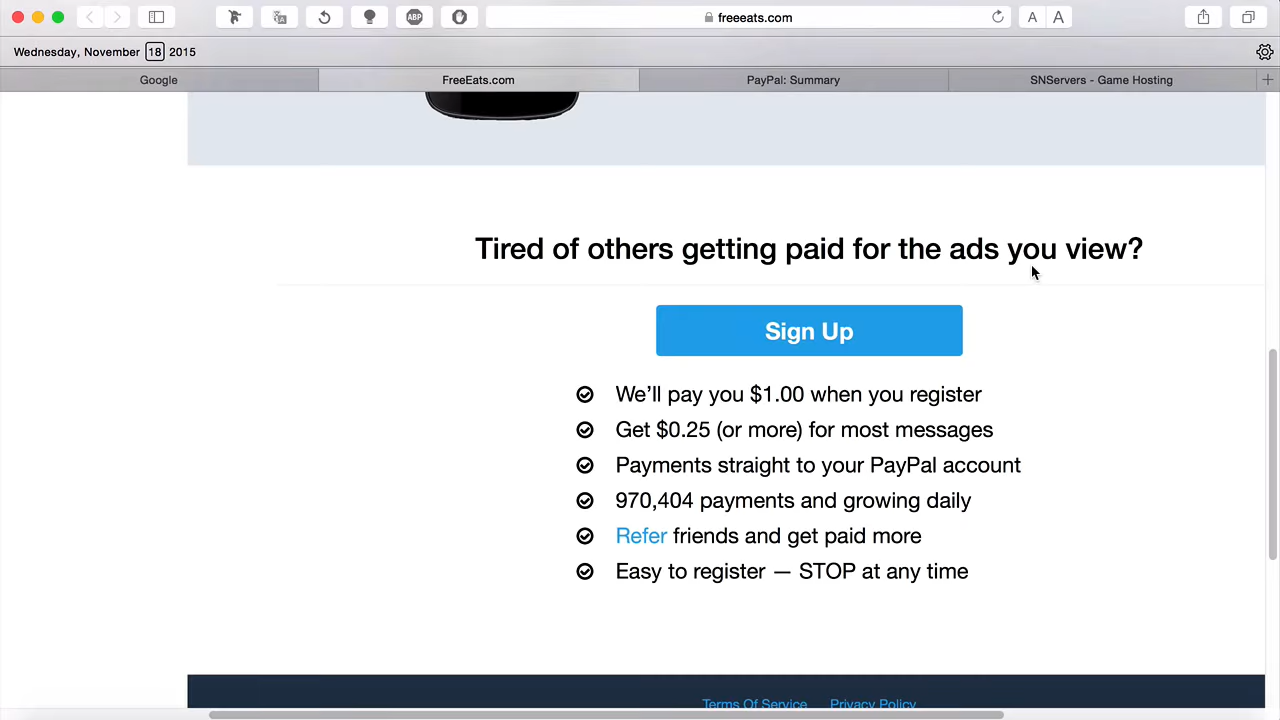 ABP
freeeats.com
A A
Wednesday, November 18 2015
Google
FreeEats.com
PayPal: Summary
SNServers - Game Hosting
Tired of others getting paid for the ads you view?
Sign Up
We’ll pay you $1.00 when you register
Get $0.25 (or more) for most messages
Payments straight to your PayPal account
970,404 payments and growing daily
Refer friends and get paid more
Easy to register — STOP at any time
Terms Of Service
Privacy Policy